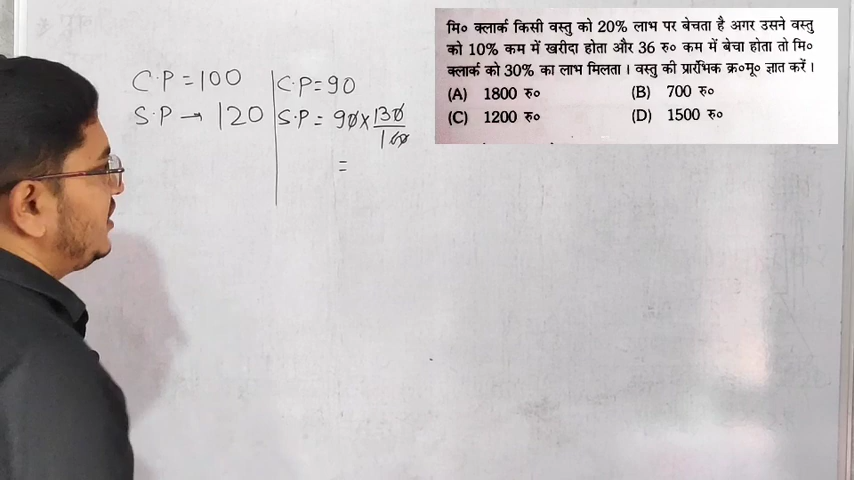 मि० क्लार्क किसी वस्तु को 20% लाभ पर बेचता है अगर उसने वस्तु
को 10% कम में खरीदा होता और 36 रु० कम में बेचा होता तो मि०
क्लार्क को 30% का लाभ मिलता । वस्तु की प्रारंभिक क्र०मू० ज्ञात करें ।
(A) 1800 रु० (B) 700 रु०
(C) 1200 रु० (D) 1500 रु०
C.P = 100
S.P → 120
C.P = 90
S.P = 90 × 130/100
=